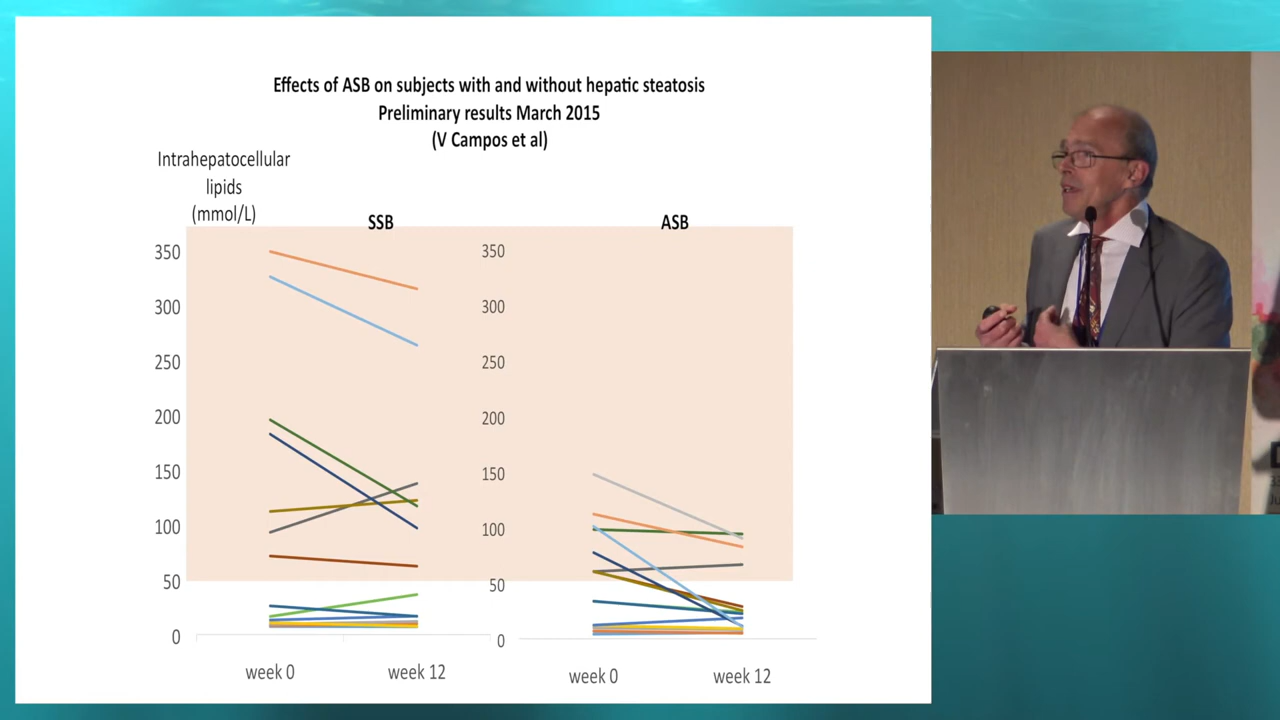 Effects of ASB on subjects with and without hepatic steatosis
Preliminary results March 2015
(V Campos et al)
Intrahepatocellular
lipids
(mmol/L)
SSB
ASB
350
300
250
200
150
100
50
0
350
300
250
200
150
100
50
0
week 0
week 12
week 0
week 12